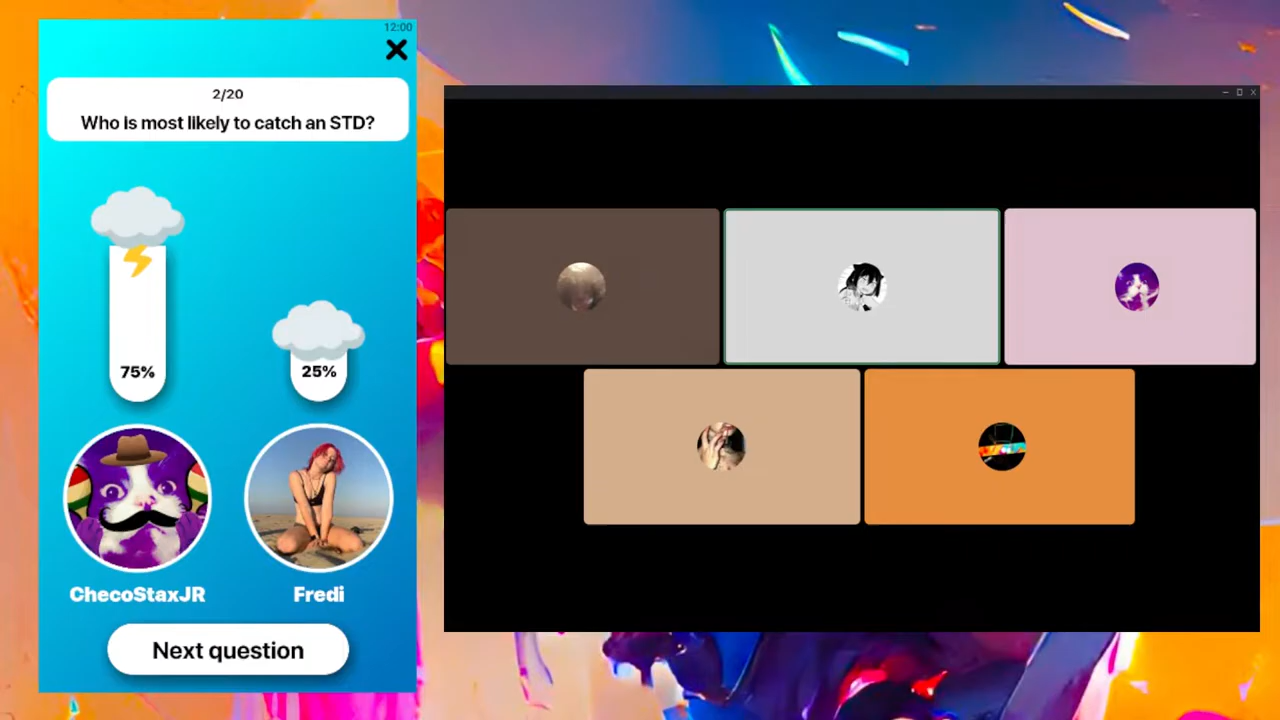 12:00
2/20
Who is most likely to catch an STD?
75%
25%
ChecoStaxJR
Fredi
Next question